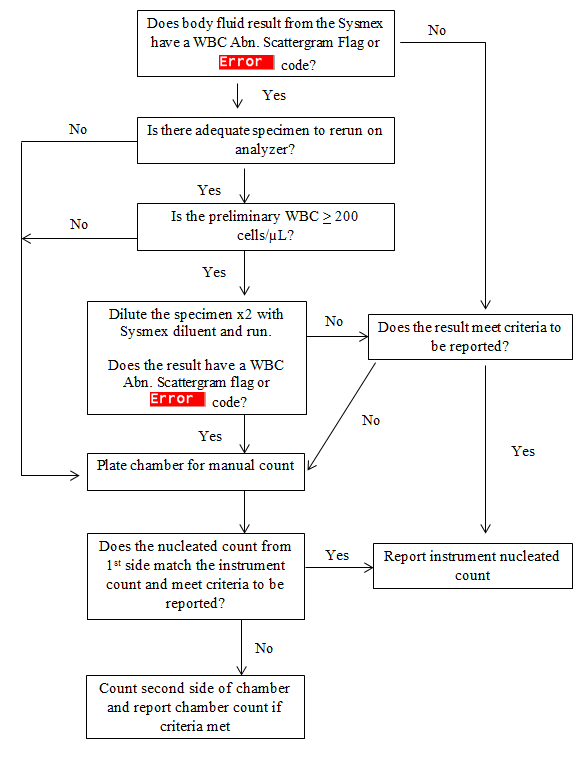 Does body fluid result from the Sysmex
have a WBC Abn. Scattergram Flag or
Error code?
No
Yes
No
Is there adequate specimen to rerun on
analyzer?
Yes
No
Is the preliminary WBC ≥ 200
cells/µL?
Yes
Dilute the specimen x2 with
Sysmex diluent and run.
Does the result have a WBC
Abn. Scattergram flag or
Error code?
No
Does the result meet criteria to
be reported?
No
Yes
Yes
Plate chamber for manual count
Does the nucleated count from
1st side match the instrument
count and meet criteria to be
reported?
Yes
Report instrument nucleated
count
No
Count second side of chamber
and report chamber count if
criteria met